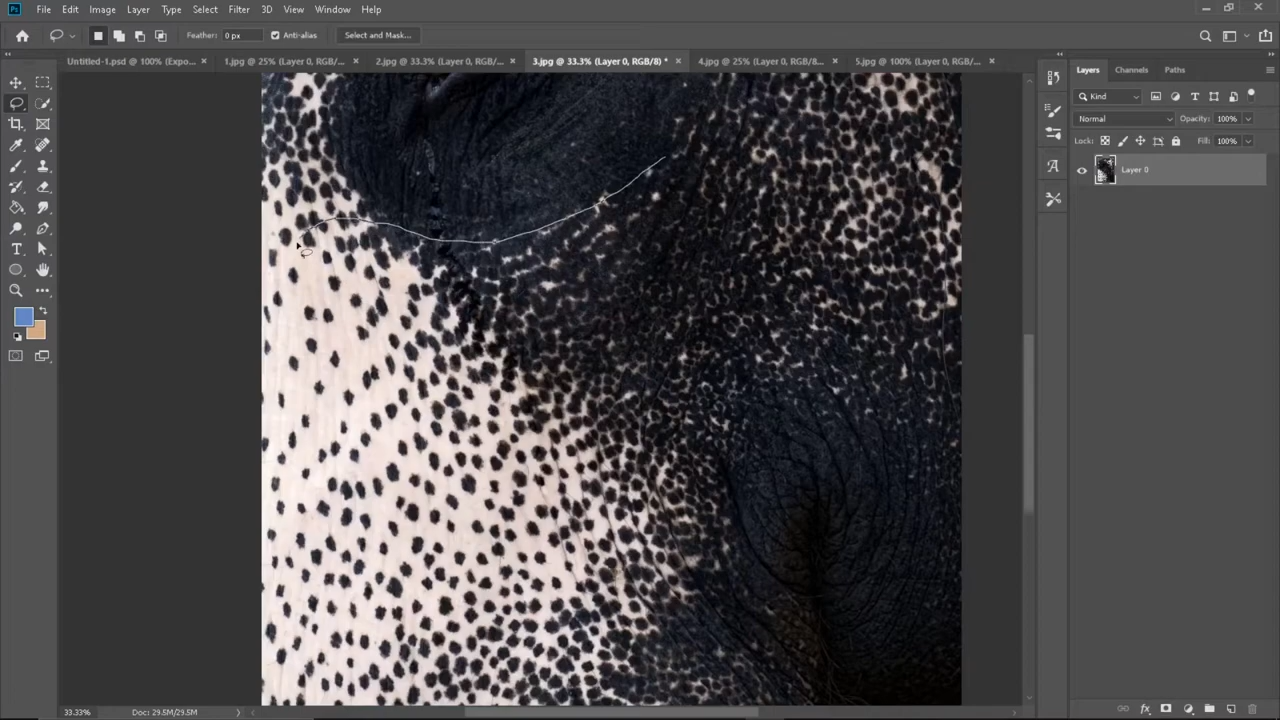 Ps File Edit Image Layer Type Select Filter 3D View Window Help
Feather: 0 px Anti-alias Select and Mask...
Untitled-1.psd @ 100% (Expo... × 1.jpg @ 25% (Layer 0, RGB/... × 2.jpg @ 33.3% (Layer 0, RGB/... × 3.jpg @ 33.3% (Layer 0, RGB/8) * × 4.jpg @ 25% (Layer 0, RGB/8... × 5.jpg @ 100% (Layer 0, RGB/... ×
Layers Channels Paths
Kind
Normal Opacity: 100%
Lock: Fill: 100%
Layer 0
33.33% Doc: 29.5M/29.5M